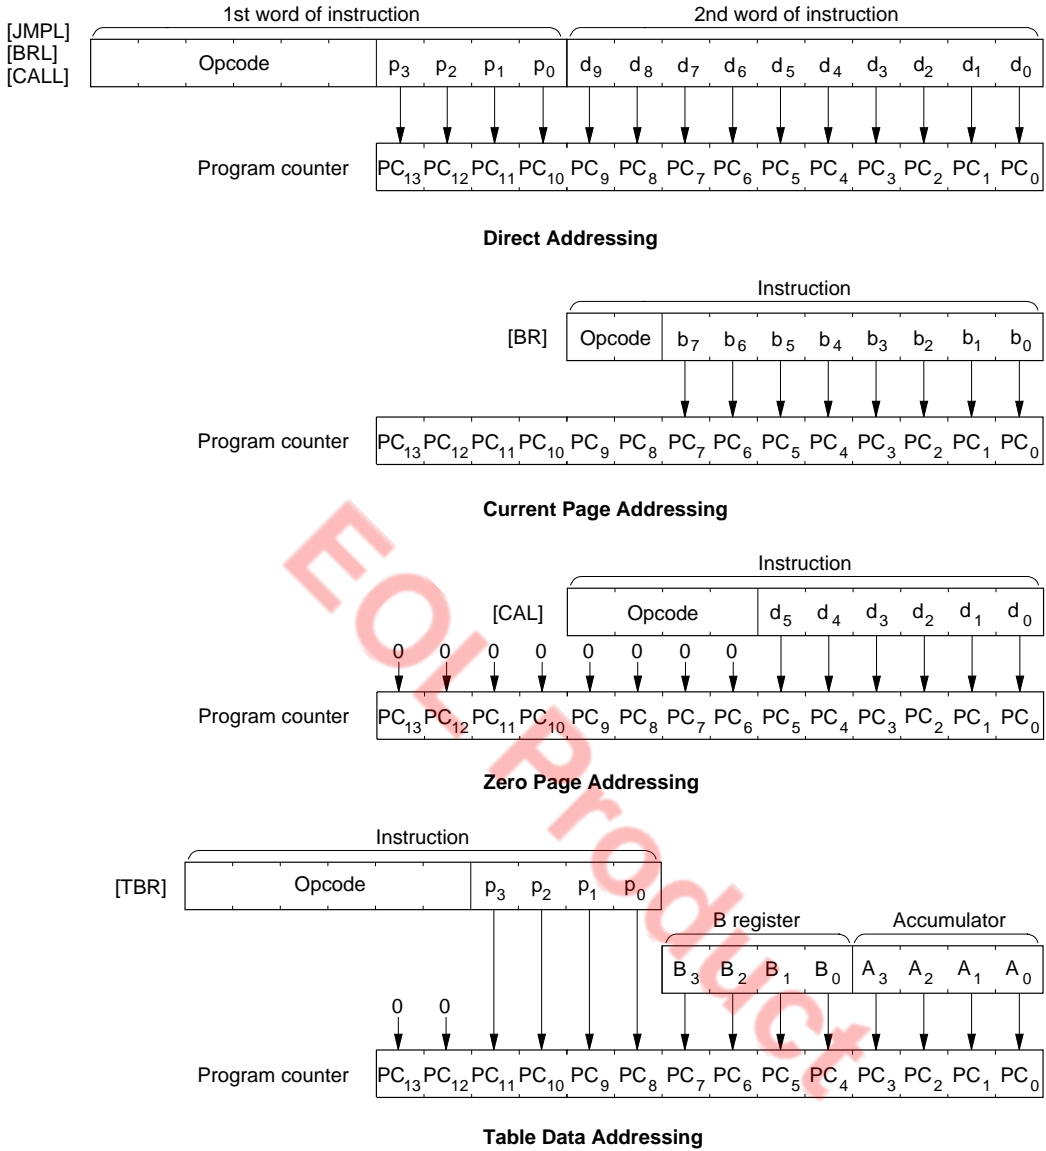 1st word of instruction 2nd word of instruction
[JMPL]
[BRL]
[CALL]
Opcode p3 p2 p1 p0 d9 d8 d7 d6 d5 d4 d3 d2 d1 d0
Program counter PC13 PC12 PC11 PC10 PC9 PC8 PC7 PC6 PC5 PC4 PC3 PC2 PC1 PC0
Direct Addressing
Instruction
[BR] Opcode b7 b6 b5 b4 b3 b2 b1 b0
Program counter PC13 PC12 PC11 PC10 PC9 PC8 PC7 PC6 PC5 PC4 PC3 PC2 PC1 PC0
Current Page Addressing
Instruction
[CAL] Opcode d5 d4 d3 d2 d1 d0
0 0 0 0 0 0 0 0
Program counter PC13 PC12 PC11 PC10 PC9 PC8 PC7 PC6 PC5 PC4 PC3 PC2 PC1 PC0
Zero Page Addressing
Instruction
[TBR] Opcode p3 p2 p1 p0
B register Accumulator
B3 B2 B1 B0 A3 A2 A1 A0
0 0
Program counter PC13 PC12 PC11 PC10 PC9 PC8 PC7 PC6 PC5 PC4 PC3 PC2 PC1 PC0
Table Data Addressing
EOL Product